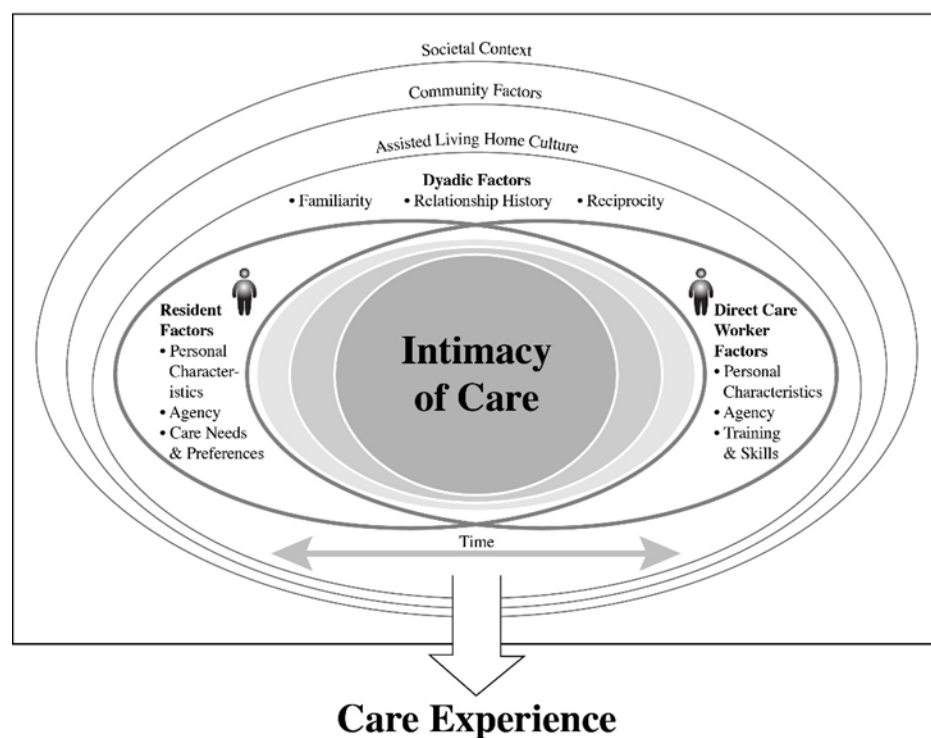 Societal Context
Community Factors
Assisted Living Home Culture
Dyadic Factors
• Familiarity • Relationship History • Reciprocity
Resident
Factors
• Personal
Character-
istics
• Agency
• Care Needs
& Preferences
Intimacy
of Care
Direct Care
Worker
Factors
• Personal
Characteristics
• Agency
• Training
& Skills
Time
Care Experience